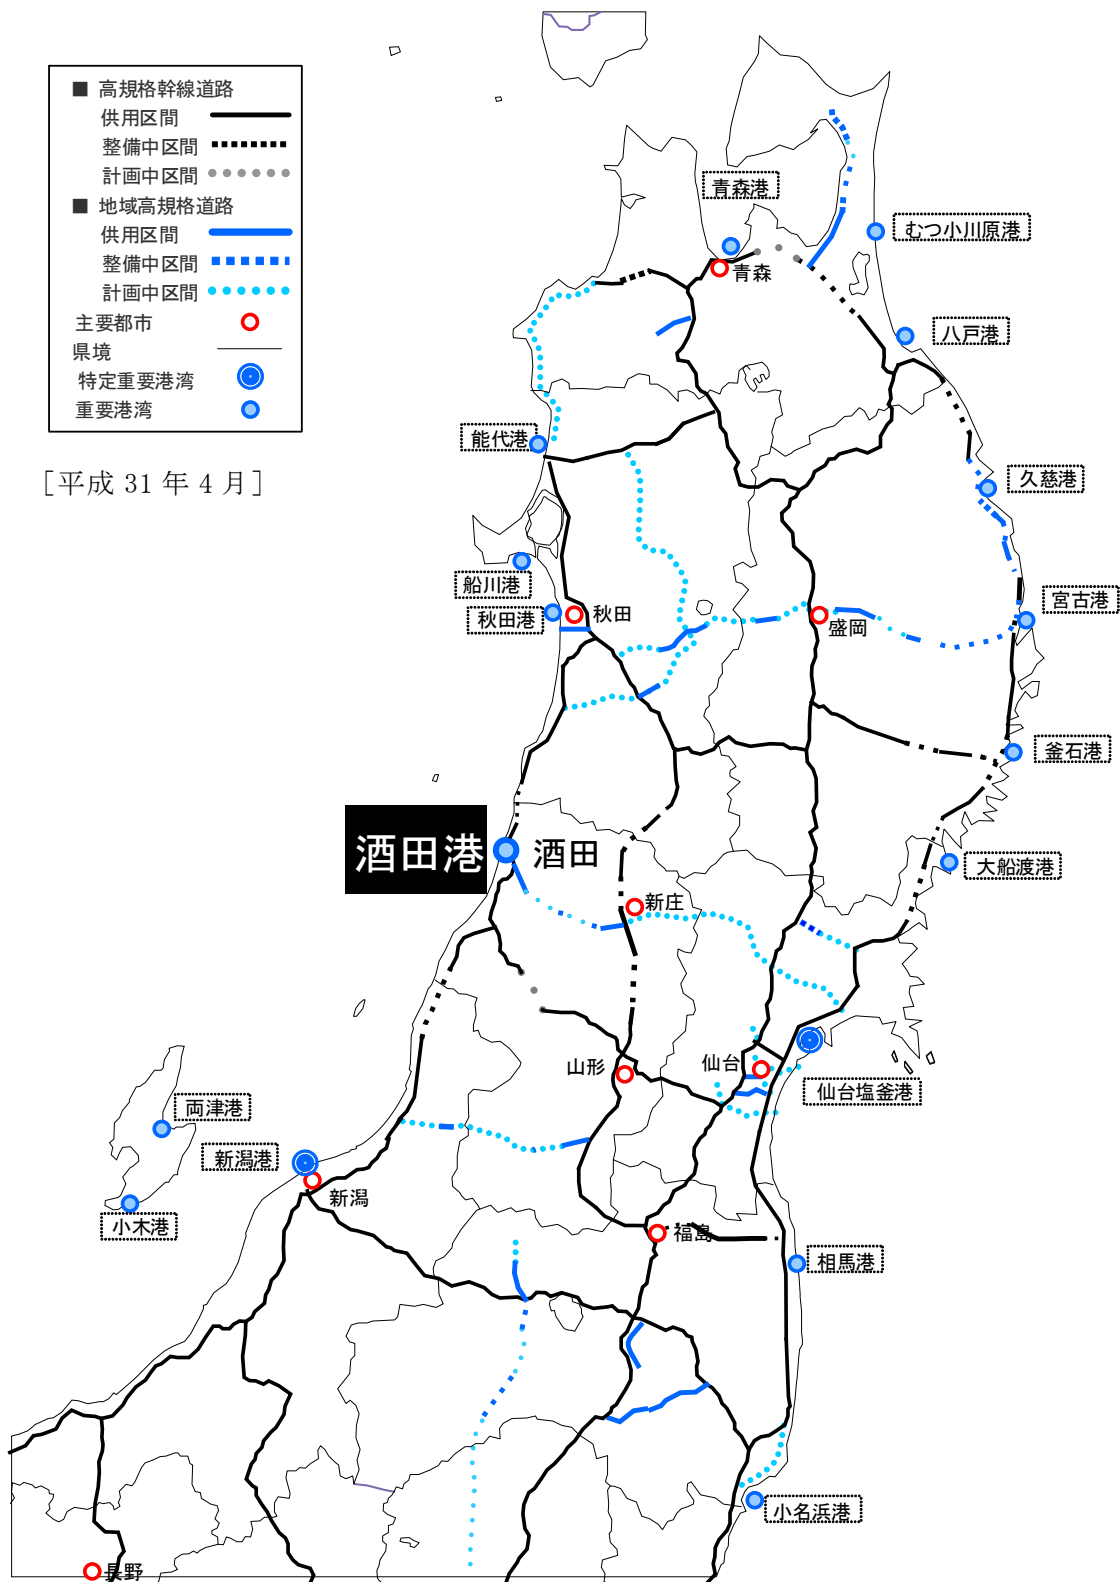 ■ 高規格幹線道路
供用区間
整備中区間
計画中区間
■ 地域高規格道路
供用区間
整備中区間
計画中区間
主要都市
県境
特定重要港湾
重要港湾
[平成 31 年 4 月]
青森港
むつ小川原港
青森
八戸港
能代港
久慈港
船川港
秋田港
秋田
宮古港
盛岡
釜石港
酒田港
酒田
大船渡港
新庄
山形
仙台
仙台塩釜港
両津港
新潟港
新潟
小木港
福島
相馬港
小名浜港
長野